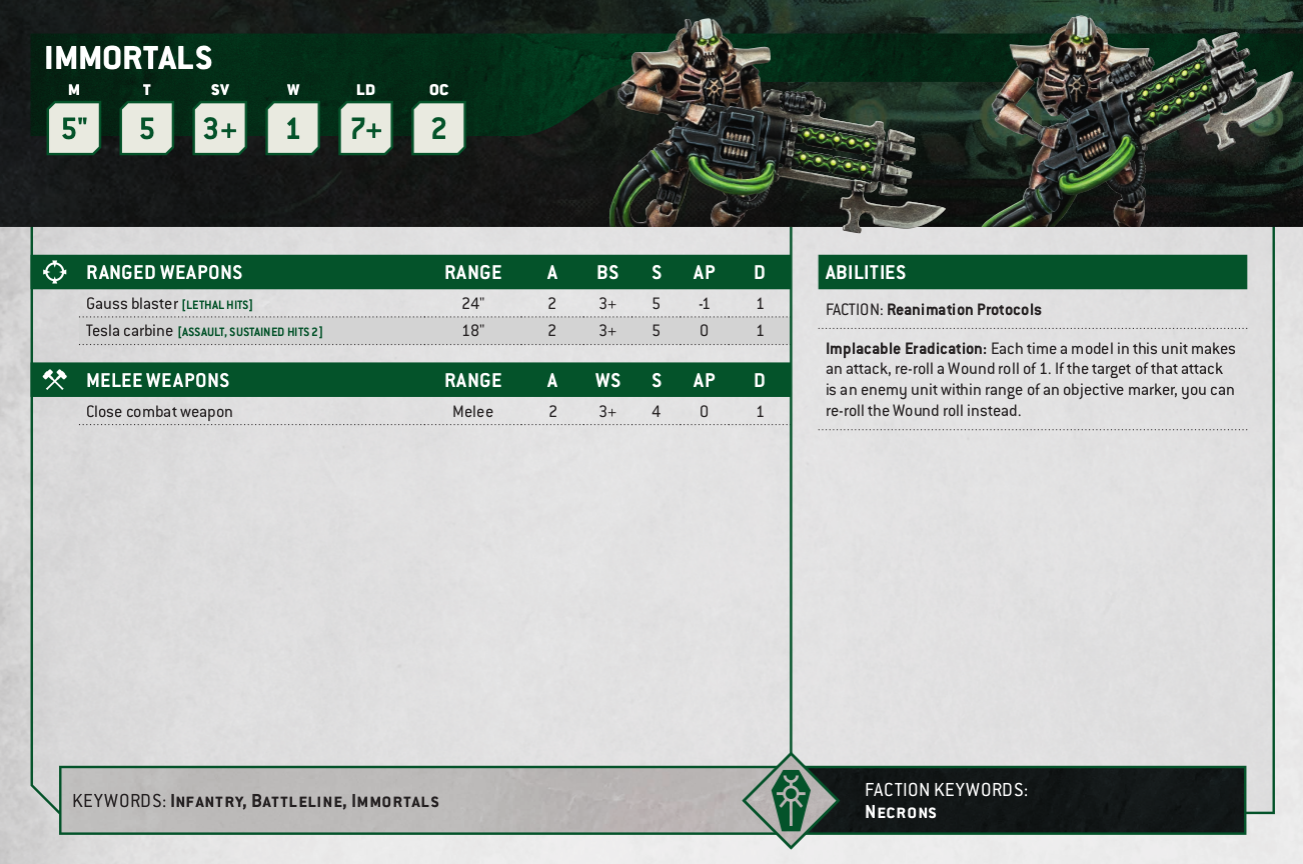 IMMORTALS
M T SV W LD OC
5" 5 3+ 1 7+ 2
RANGED WEAPONS RANGE A BS S AP D
Gauss blaster [LETHAL HITS] 24" 2 3+ 5 -1 1
Tesla carbine [ASSAULT, SUSTAINED HITS 2] 18" 2 3+ 5 0 1
MELEE WEAPONS RANGE A WS S AP D
Close combat weapon Melee 2 3+ 4 0 1
ABILITIES
FACTION: Reanimation Protocols
Implacable Eradication: Each time a model in this unit makes
an attack, re-roll a Wound roll of 1. If the target of that attack
is an enemy unit within range of an objective marker, you can
re-roll the Wound roll instead.
KEYWORDS: INFANTRY, BATTLELINE, IMMORTALS
FACTION KEYWORDS:
NECRONS